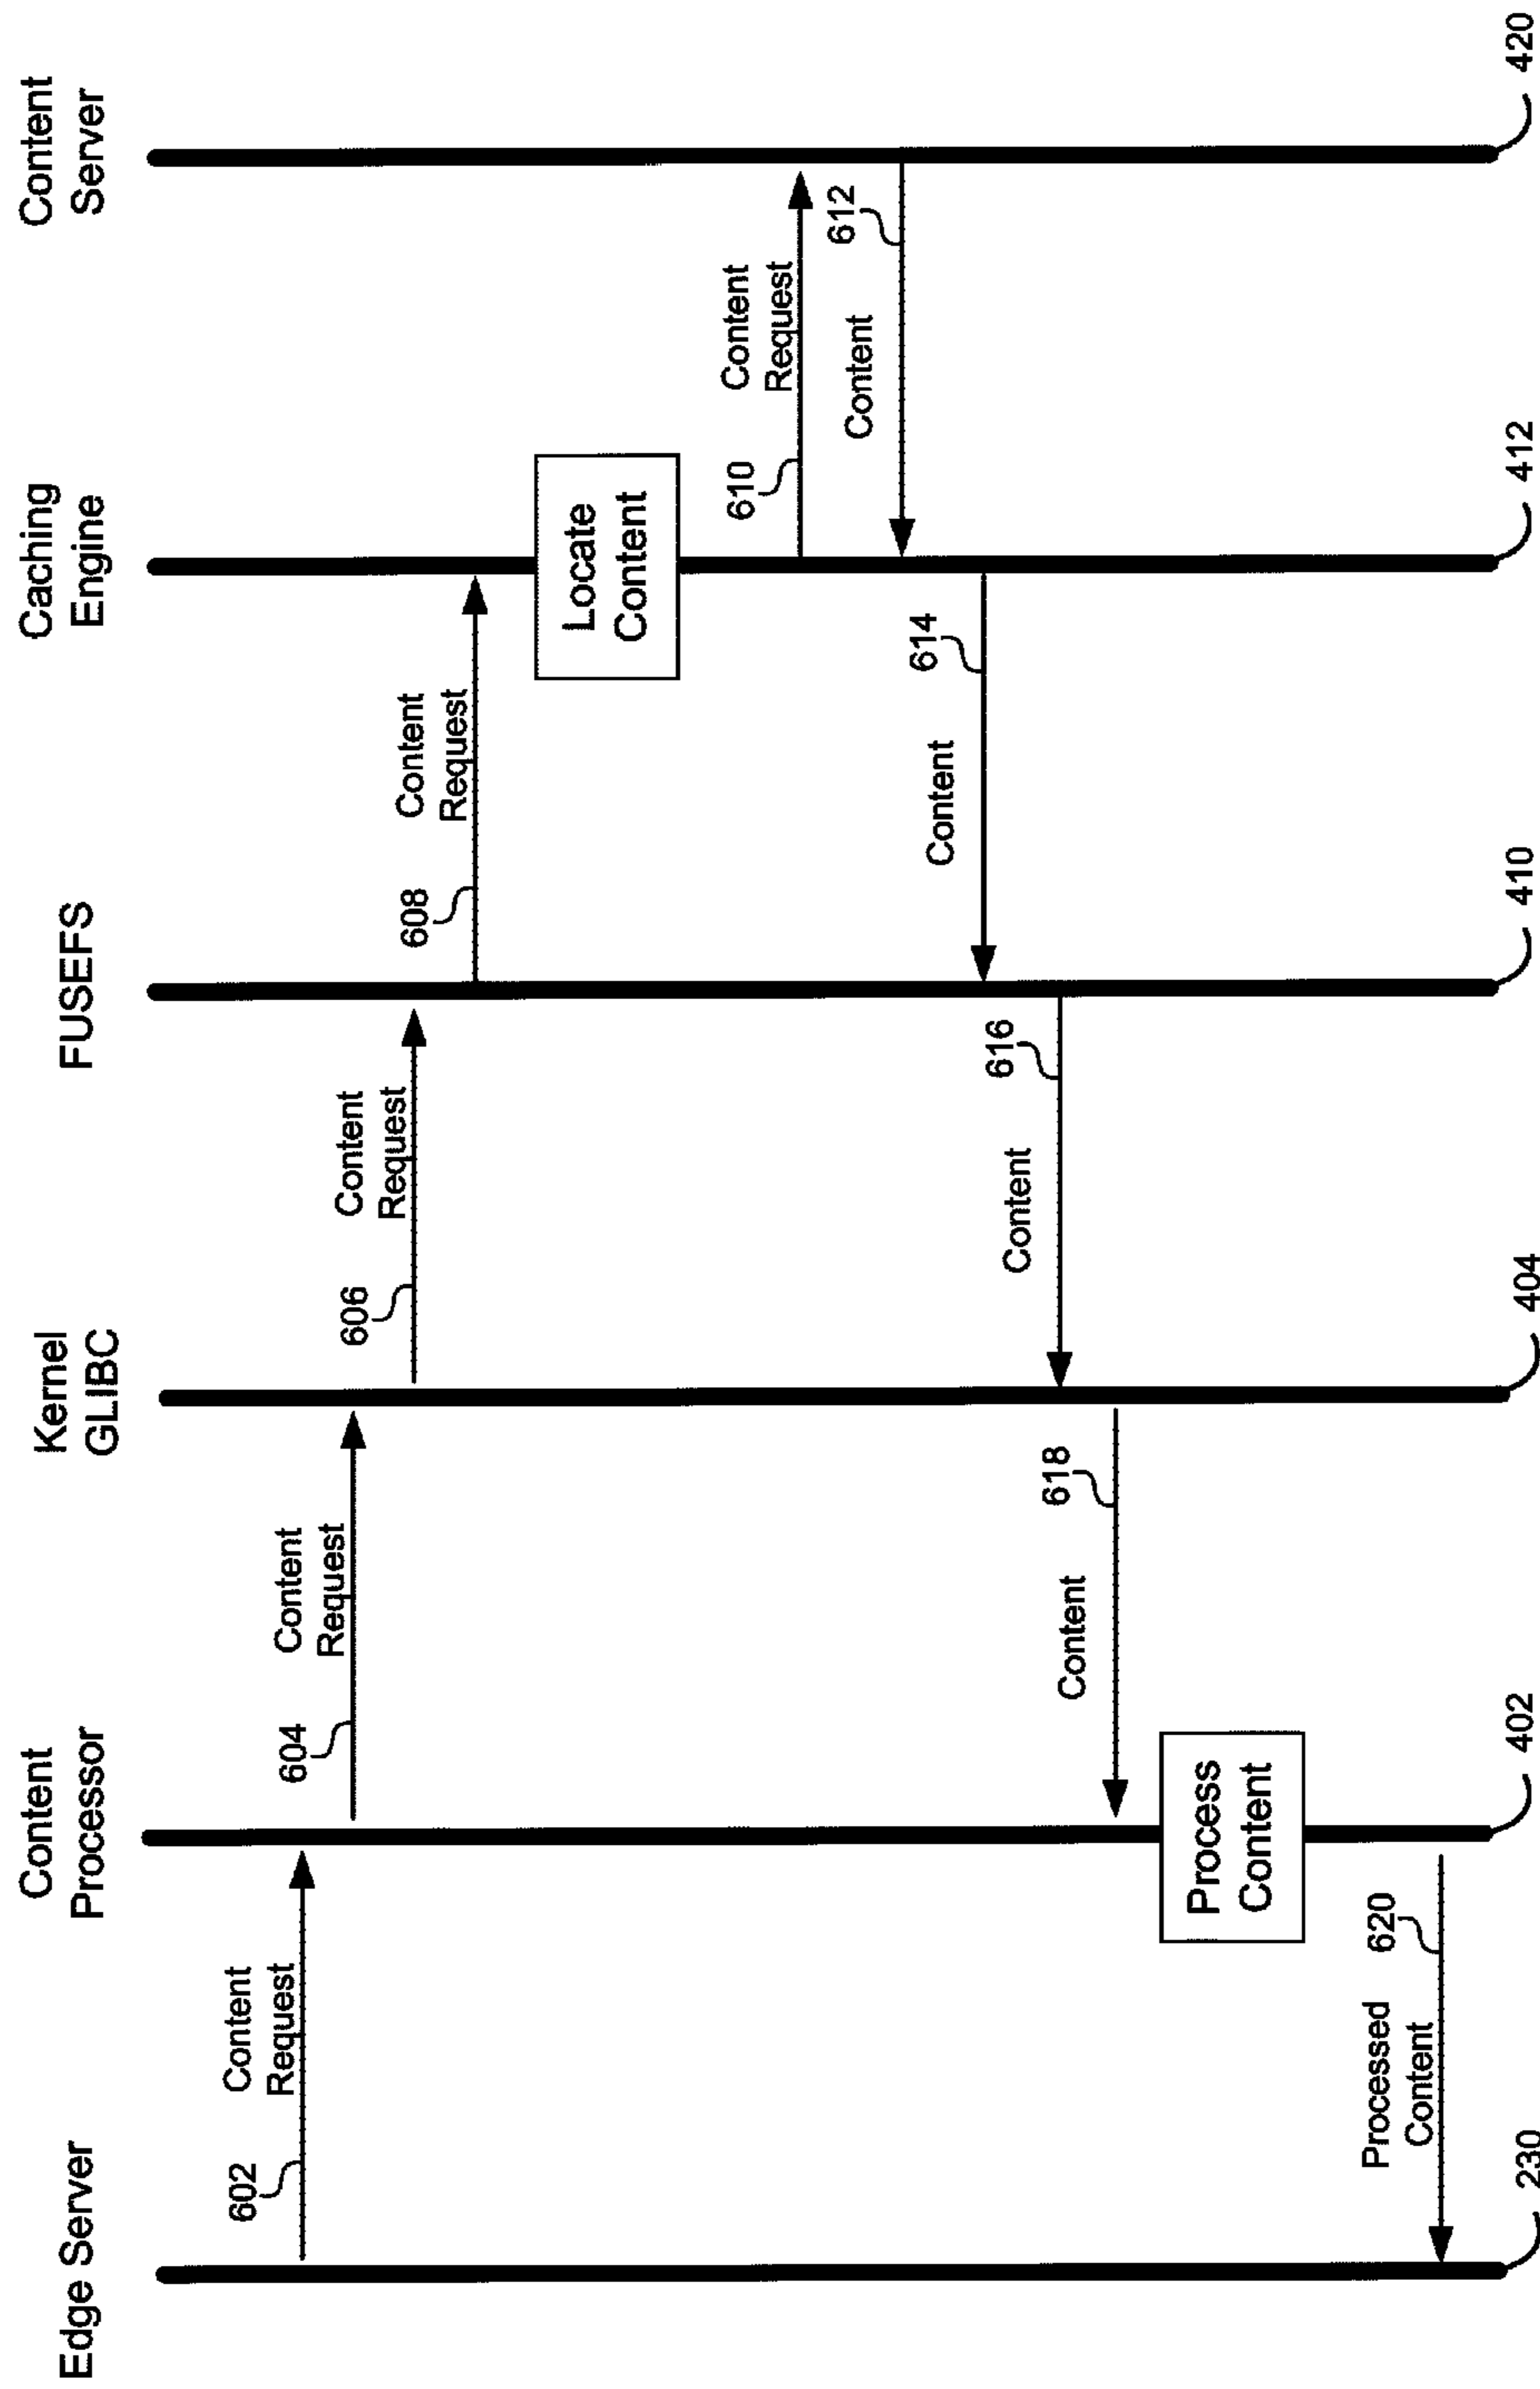 Edge Server
Content
Processor
Kernel
GLIBC
FUSEFS
Caching
Engine
Content
Server
602
Content
Request
604
Content
Request
606
Content
Request
608
Content
Request
Locate
Content
610
Content
Request
612
Content
614
Content
616
Content
618
Content
Process
Content
620
Processed
Content
230
402
404
410
412
420